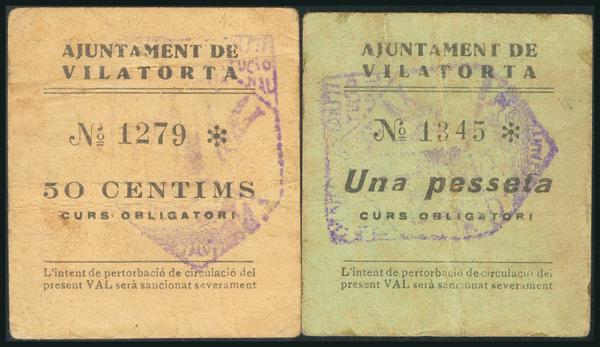 AJUNTAMENT DE
VILATORTA
Nº 1279 *
50 CENTIMS
CURS OBLIGATORI
L'intent de pertorbació de circulació del
present VAL serà sancionat severament
AJUNTAMENT DE
VILATORTA
Nº 1345 *
Una pesseta
CURS OBLIGATORI
L'intent de pertorbació de circulació del
present VAL serà sancionat severament